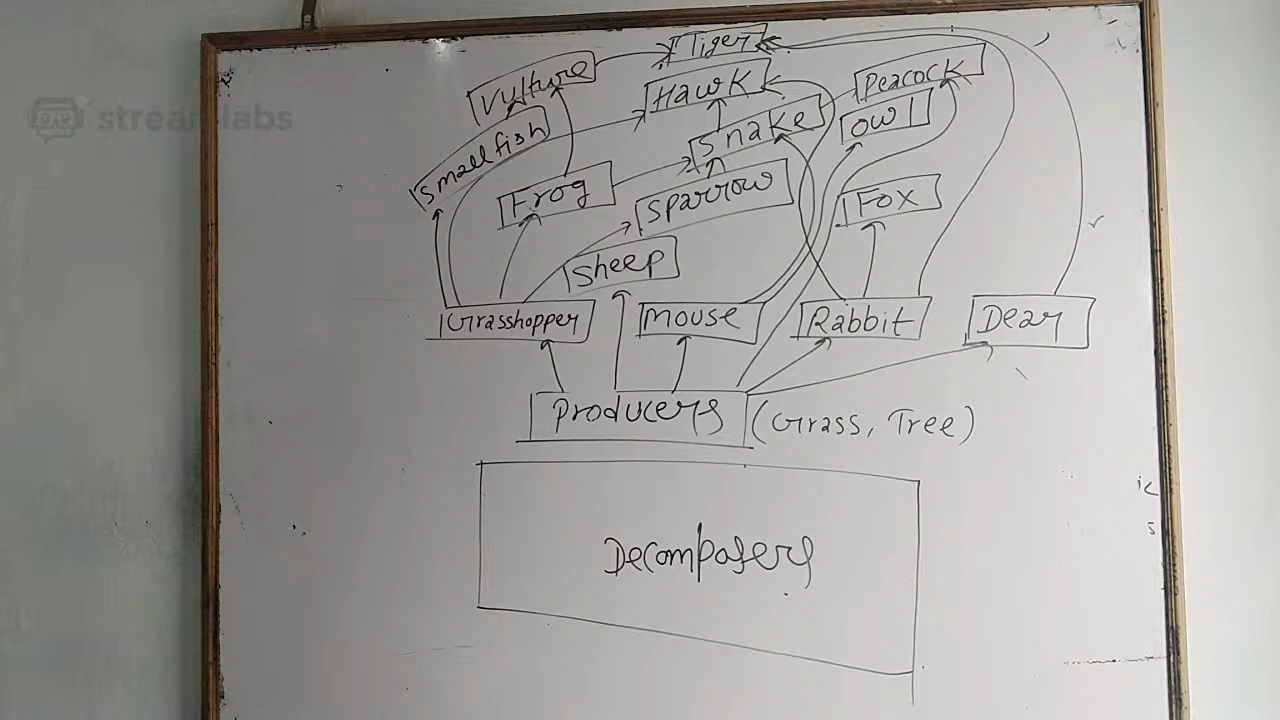 streamlabs
Tiger
Vulture
Hawk
Peacock
Small fish
Snake
owl
Frog
Sparrow
Fox
Sheep
Grasshopper
Mouse
Rabbit
Dear
Producers (Grass, Tree)
Decomposers